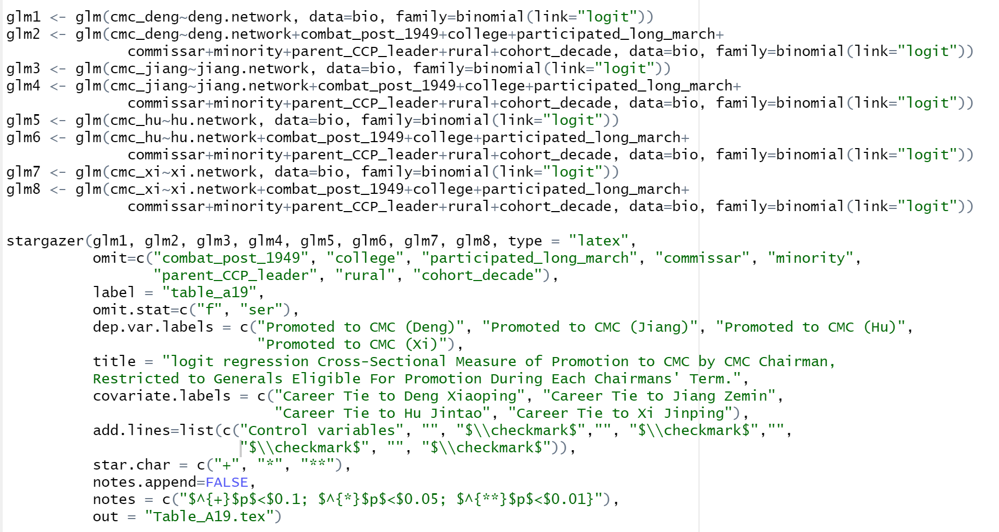 glm1 <- glm(cmc_deng~deng.network, data=bio, family=binomial(link="logit"))
glm2 <- glm(cmc_deng~deng.network+combat_post_1949+college+participated_long_march+
commissar+minority+parent_CCP_leader+rural+cohort_decade, data=bio, family=binomial(link="logit"))
glm3 <- glm(cmc_jiang~jiang.network, data=bio, family=binomial(link="logit"))
glm4 <- glm(cmc_jiang~jiang.network+combat_post_1949+college+participated_long_march+
commissar+minority+parent_CCP_leader+rural+cohort_decade, data=bio, family=binomial(link="logit"))
glm5 <- glm(cmc_hu~hu.network, data=bio, family=binomial(link="logit"))
glm6 <- glm(cmc_hu~hu.network+combat_post_1949+college+participated_long_march+
commissar+minority+parent_CCP_leader+rural+cohort_decade, data=bio, family=binomial(link="logit"))
glm7 <- glm(cmc_xi~xi.network, data=bio, family=binomial(link="logit"))
glm8 <- glm(cmc_xi~xi.network+combat_post_1949+college+participated_long_march+
commissar+minority+parent_CCP_leader+rural+cohort_decade, data=bio, family=binomial(link="logit"))
stargazer(glm1, glm2, glm3, glm4, glm5, glm6, glm7, glm8, type = "latex",
omit=c("combat_post_1949", "college", "participated_long_march", "commissar", "minority",
"parent_CCP_leader", "rural", "cohort_decade"),
label = "table_a19",
omit.stat=c("f", "ser"),
dep.var.labels = c("Promoted to CMC (Deng)", "Promoted to CMC (Jiang)", "Promoted to CMC (Hu)",
"Promoted to CMC (Xi)"),
title = "logit regression Cross-Sectional Measure of Promotion to CMC by CMC Chairman,
Restricted to Generals Eligible For Promotion During Each Chairmans' Term.",
covariate.labels = c("Career Tie to Deng Xiaoping", "Career Tie to Jiang Zemin",
"Career Tie to Hu Jintao", "Career Tie to Xi Jinping"),
add.lines=list(c("Control variables", "", "$\\checkmark$","", "$\\checkmark$","",
"$\\checkmark$", "", "$\\checkmark$")),
star.char = c("+", "*", "**"),
notes.append=FALSE,
notes = c("$^{+}$p$<$0.1; $^{*}$p$<$0.05; $^{**}$p$<$0.01}"),
out = "Table_A19.tex")